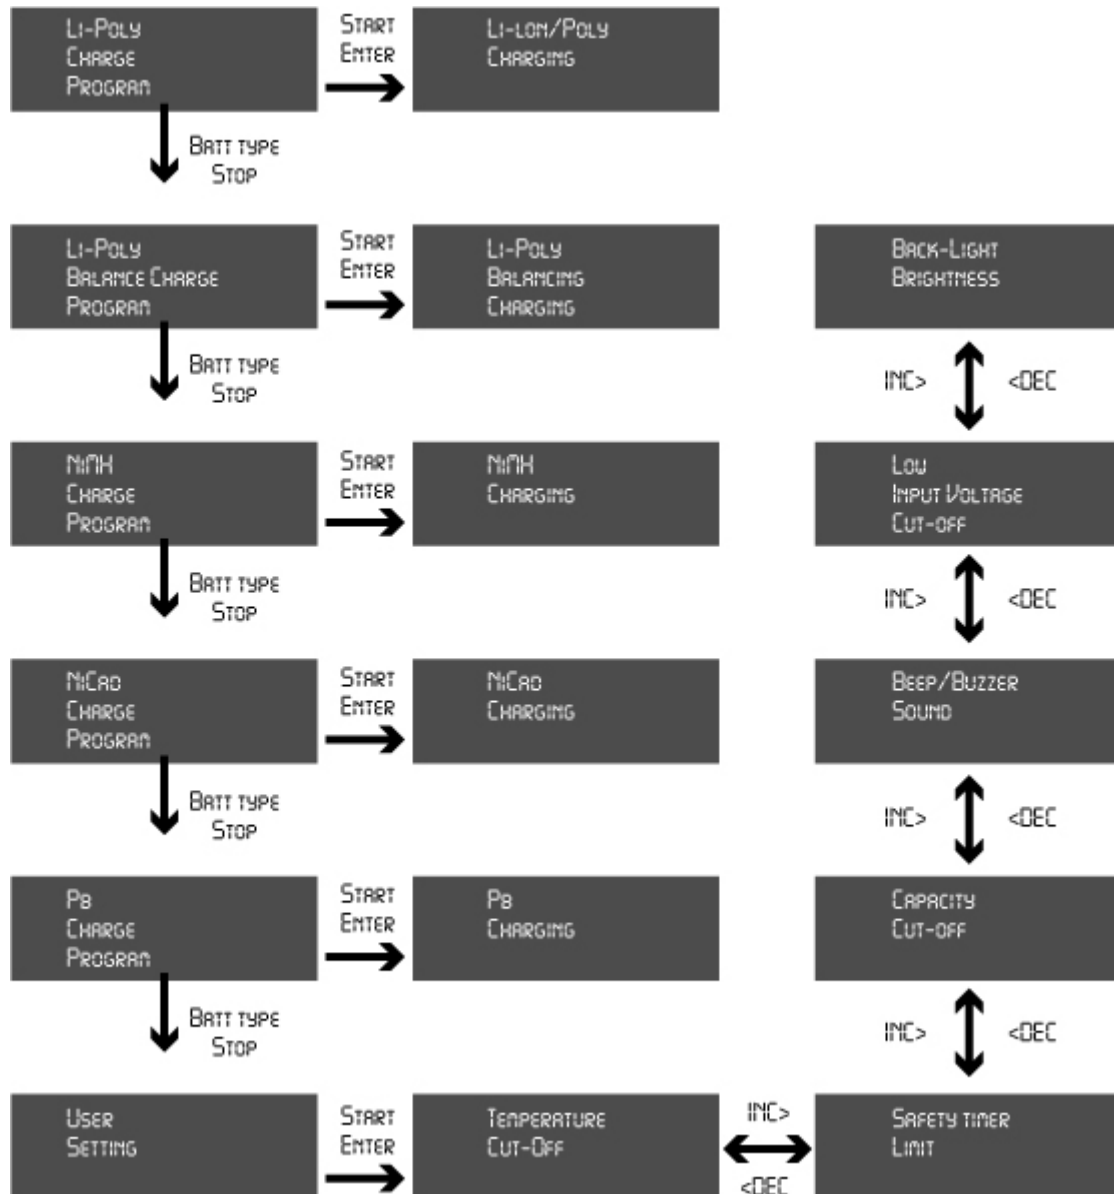 Li-Poly
Charge
Program
Start
Enter
Li-lon/Poly
Charging
Batt type
Stop
Li-Poly
Balance Charge
Program
Start
Enter
Li-Poly
Balancing
Charging
Back-Light
Brightness
Batt type
Stop
INC>
<DEC
NiMH
Charge
Program
Start
Enter
NiMH
Charging
Low
Input Voltage
Cut-off
Batt type
Stop
INC>
<DEC
NiCad
Charge
Program
Start
Enter
NiCad
Charging
Beep/Buzzer
Sound
Batt type
Stop
INC>
<DEC
Pb
Charge
Program
Start
Enter
Pb
Charging
Capacity
Cut-off
Batt type
Stop
INC>
<DEC
User
Setting
Start
Enter
Temperature
Cut-Off
INC>
<DEC
Safety timer
Limit